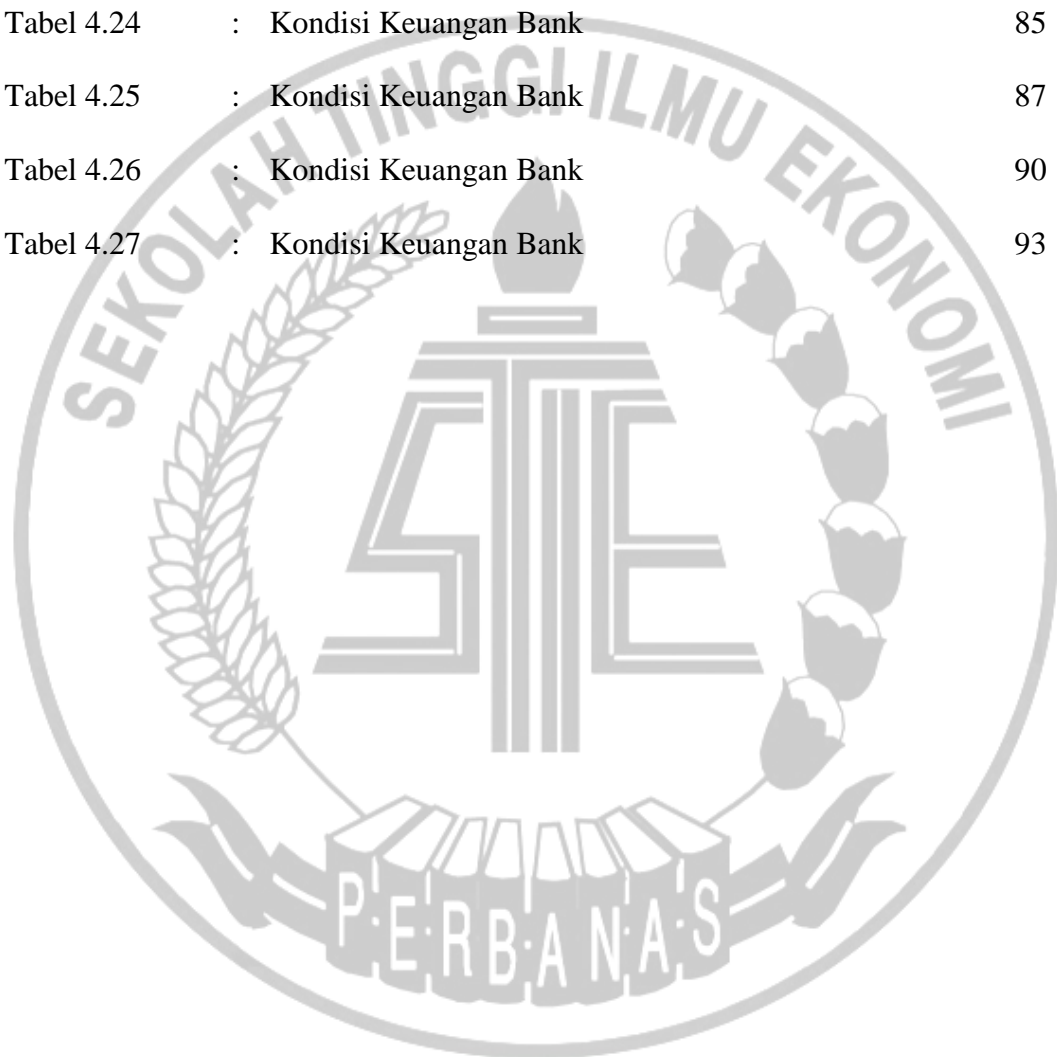 Tabel 4.24 : Kondisi Keuangan Bank 85
Tabel 4.25 : Kondisi Keuangan Bank 87
Tabel 4.26 : Kondisi Keuangan Bank 90
Tabel 4.27 : Kondisi Keuangan Bank 93
SEKOLAH TINGGI ILMU EKONOMI
STIE
P·E·R·B·A·N·A·S